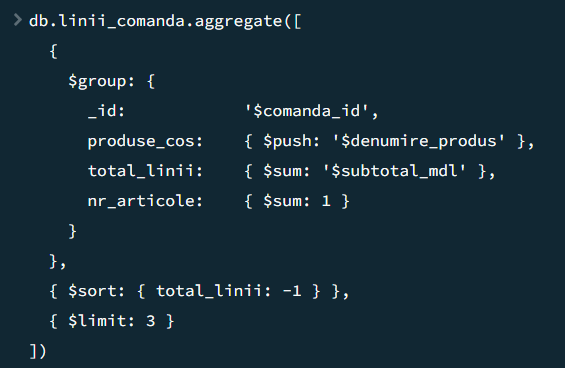 > db.linii_comanda.aggregate([
  {
    $group: {
      _id:            '$comanda_id',
      produse_cos:    { $push: '$denumire_produs' },
      total_linii:    { $sum: '$subtotal_mdl' },
      nr_articole:    { $sum: 1 }
    }
  },
  { $sort: { total_linii: -1 } },
  { $limit: 3 }
])